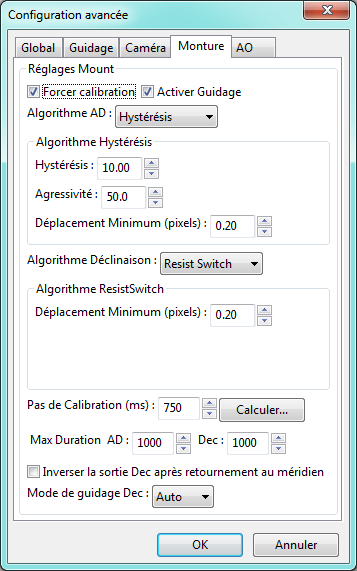 Configuration avancée
Global Guidage Caméra Monture AO
Réglages Mount
Forcer calibration Activer Guidage
Algorithme AD : Hystérésis
Algorithme Hystérésis
Hystérésis : 10.00
Agressivité : 50.0
Déplacement Minimum (pixels) : 0.20
Algorithme Déclinaison : Resist Switch
Algorithme ResistSwitch
Déplacement Minimum (pixels) : 0.20
Pas de Calibration (ms) : 750 Calculer...
Max Duration AD : 1000 Dec : 1000
Inverser la sortie Dec après retournement au méridien
Mode de guidage Dec : Auto
OK Annuler